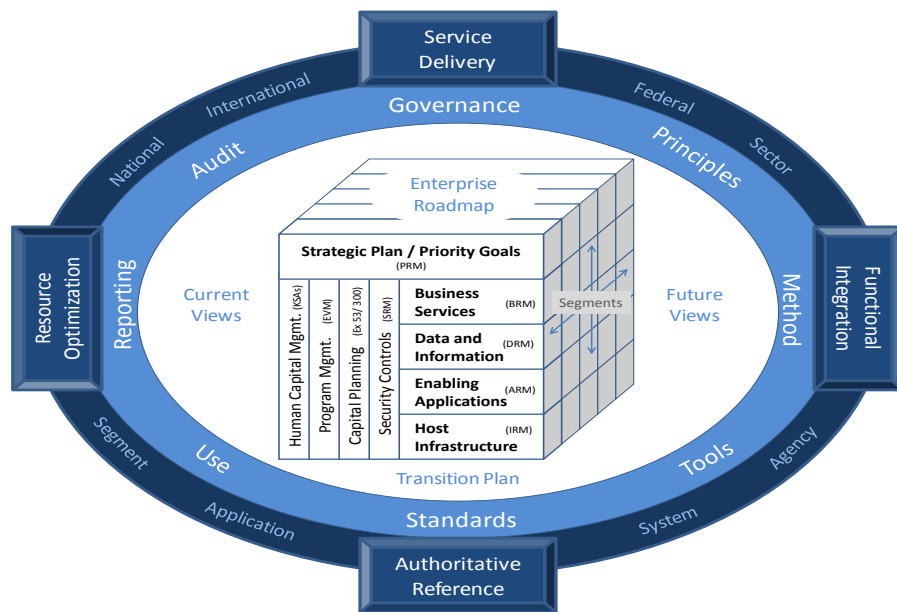 Service
Delivery
International
Federal
National
Sector
Governance
Audit
Principles
Enterprise
Roadmap
Strategic Plan / Priority Goals
(PRM)
Resource
Optimization
Reporting
Current
Views
Human Capital Mgmt. (KSAs)
Program Mgmt. (EVM)
Capital Planning (Ex 53/ 300)
Security Controls (SRM)
Business (BRM)
Services
Data and (DRM)
Information
Enabling (ARM)
Applications
Host (IRM)
Infrastructure
Segments
Future
Views
Method
Functional
Integration
Transition Plan
Use
Tools
Standards
Segment
Agency
Application
System
Authoritative
Reference